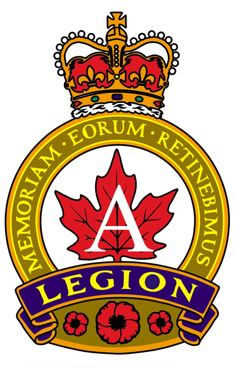 MEMORIAM · EORUM · RETINEBIMUS
A
LEGION